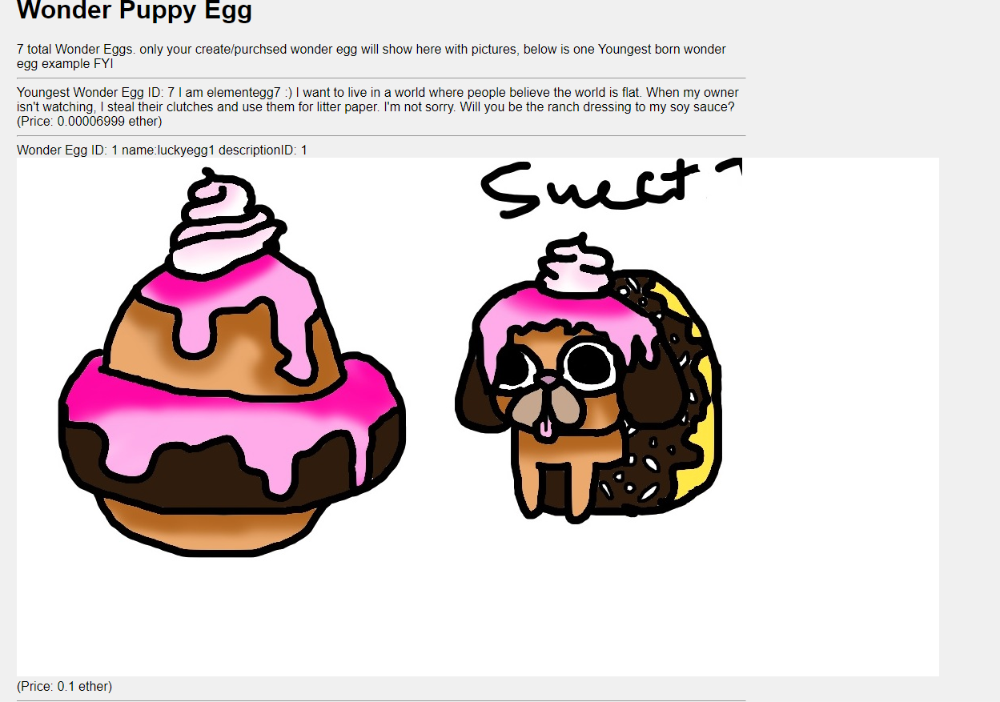 Wonder Puppy Egg
7 total Wonder Eggs. only your create/purchsed wonder egg will show here with pictures, below is one Youngest born wonder
egg example FYI
Youngest Wonder Egg ID: 7 I am elementegg7 :) I want to live in a world where people believe the world is flat. When my owner
isn't watching, I steal their clutches and use them for litter paper. I'm not sorry. Will you be the ranch dressing to my soy sauce?
(Price: 0.00006999 ether)
Wonder Egg ID: 1 name:luckyegg1 descriptionID: 1
Sweet
(Price: 0.1 ether)